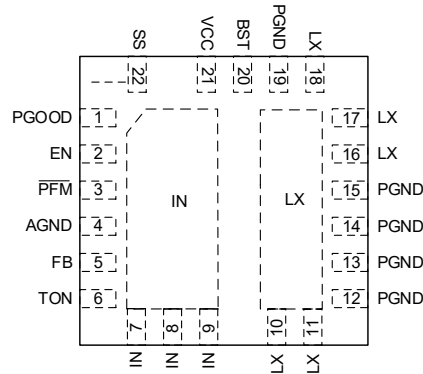 SS
VCC
BST
PGND
LX
22
21
20
19
18
PGOOD 1
EN 2
PFM 3
AGND 4
FB 5
TON 6
IN
LX
17 LX
16 LX
15 PGND
14 PGND
13 PGND
12 PGND
7
8
9
10
11
IN
IN
IN
LX
LX